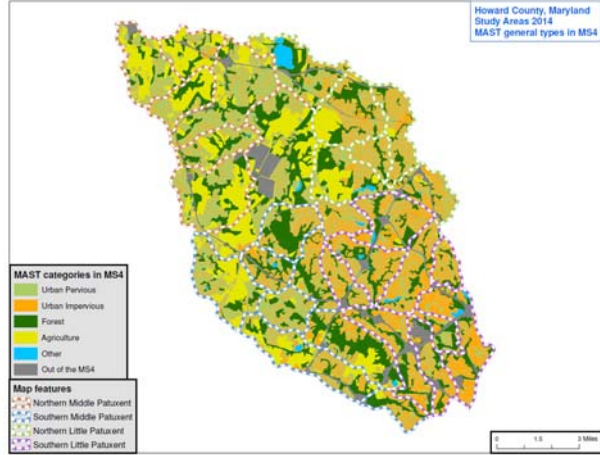 Howard County, Maryland
Study Areas 2014
MAST general types in MS4
MAST categories in MS4
Urban Pervious
Urban Impervious
Forest
Agriculture
Other
Out of the MS4
Map features
Northern Middle Patuxent
Southern Middle Patuxent
Northern Little Patuxent
Southern Little Patuxent
0 1.5 3 Miles